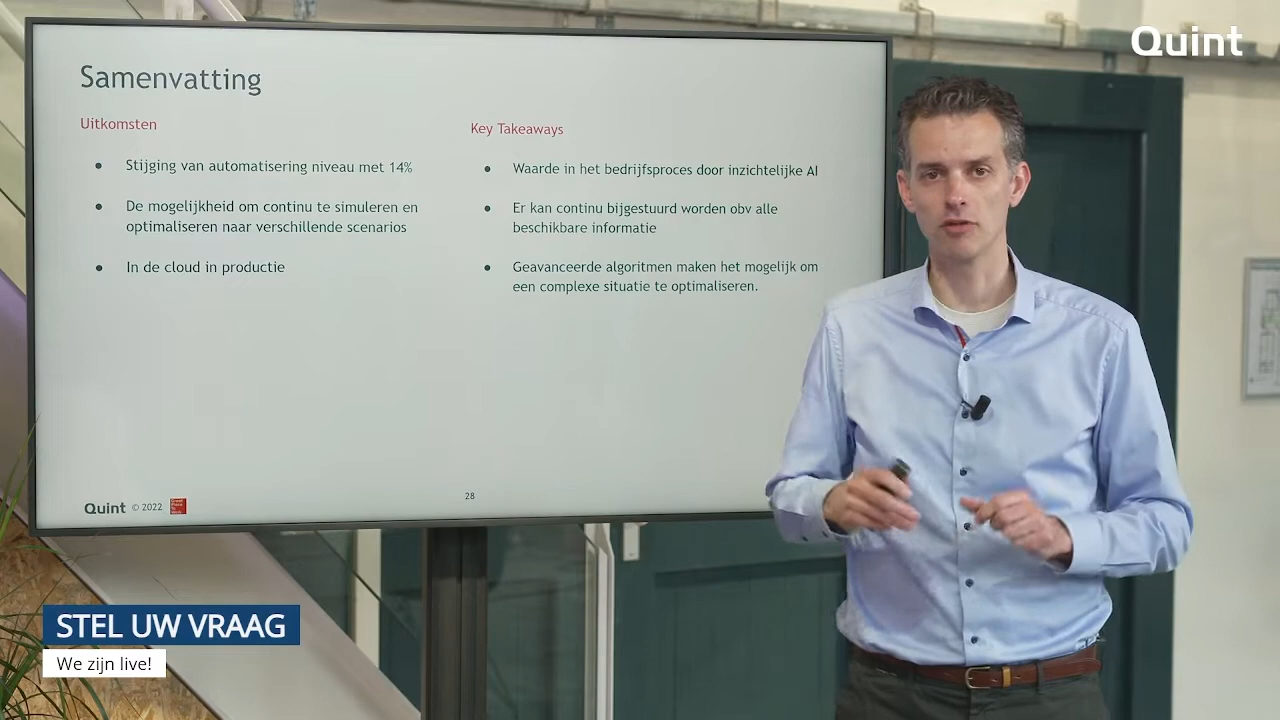 Quint
Samenvatting
Uitkomsten
• Stijging van automatisering niveau met 14%
• De mogelijkheid om continu te simuleren en
optimaliseren naar verschillende scenarios
• In de cloud in productie
Key Takeaways
• Waarde in het bedrijfsproces door inzichtelijke AI
• Er kan continu bijgestuurd worden obv alle
beschikbare informatie
• Geavanceerde algoritmen maken het mogelijk om
een complexe situatie te optimaliseren.
Quint © 2022
28
STEL UW VRAAG
We zijn live!